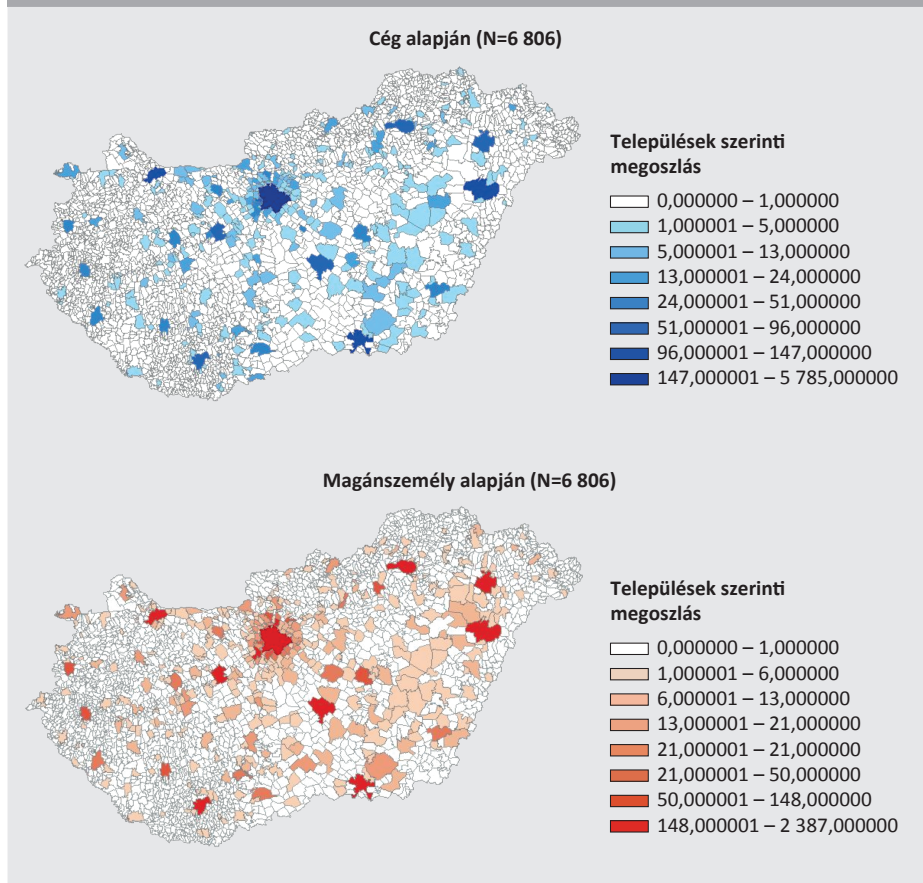 Cég alapján (N=6 806)
Települések szerinti
megoszlás
0,000000 – 1,000000
1,000001 – 5,000000
5,000001 – 13,000000
13,000001 – 24,000000
24,000001 – 51,000000
51,000001 – 96,000000
96,000001 – 147,000000
147,000001 – 5 785,000000
Magánszemély alapján (N=6 806)
Települések szerinti
megoszlás
0,000000 – 1,000000
1,000001 – 6,000000
6,000001 – 13,000000
13,000001 – 21,000000
21,000001 – 21,000000
21,000001 – 50,000000
50,000001 – 148,000000
148,000001 – 2 387,000000